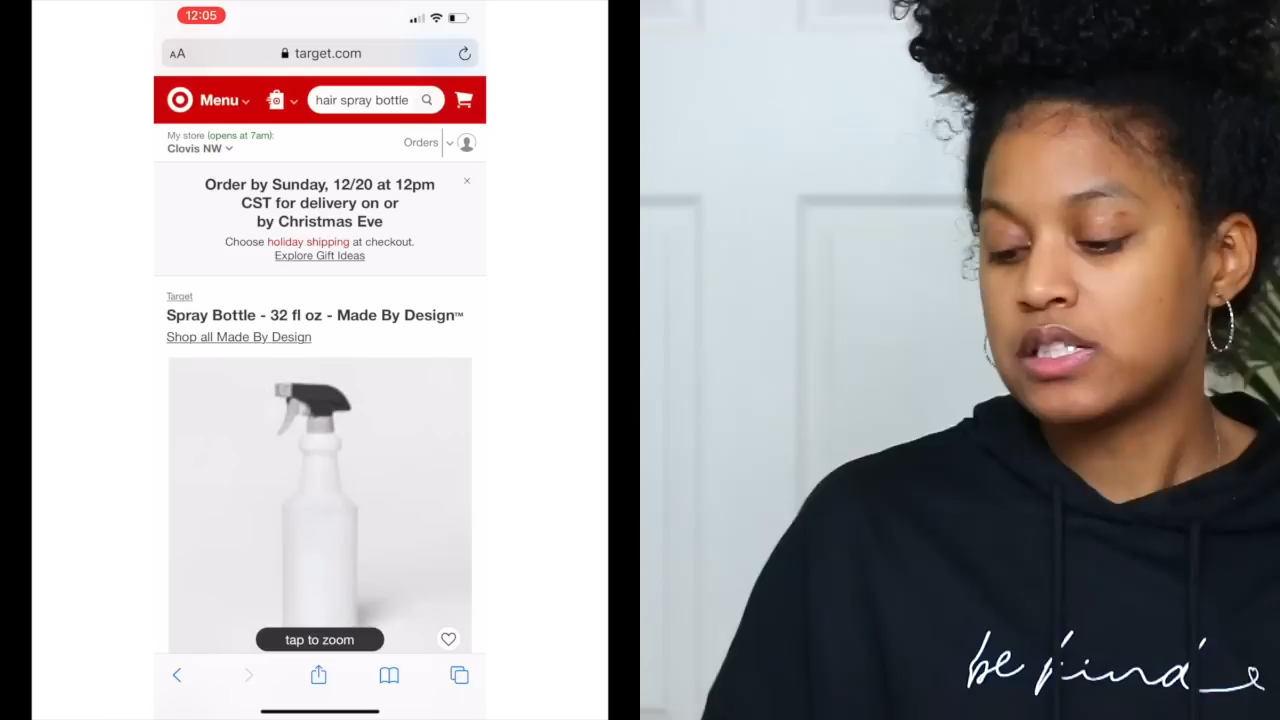 12:05
AA
target.com
Menu
hair spray bottle
My store (opens at 7am):
Clovis NW
Orders
Order by Sunday, 12/20 at 12pm
CST for delivery on or
by Christmas Eve
Choose holiday shipping at checkout.
Explore Gift Ideas
Target
Spray Bottle - 32 fl oz - Made By Design™
Shop all Made By Design
tap to zoom
be kind